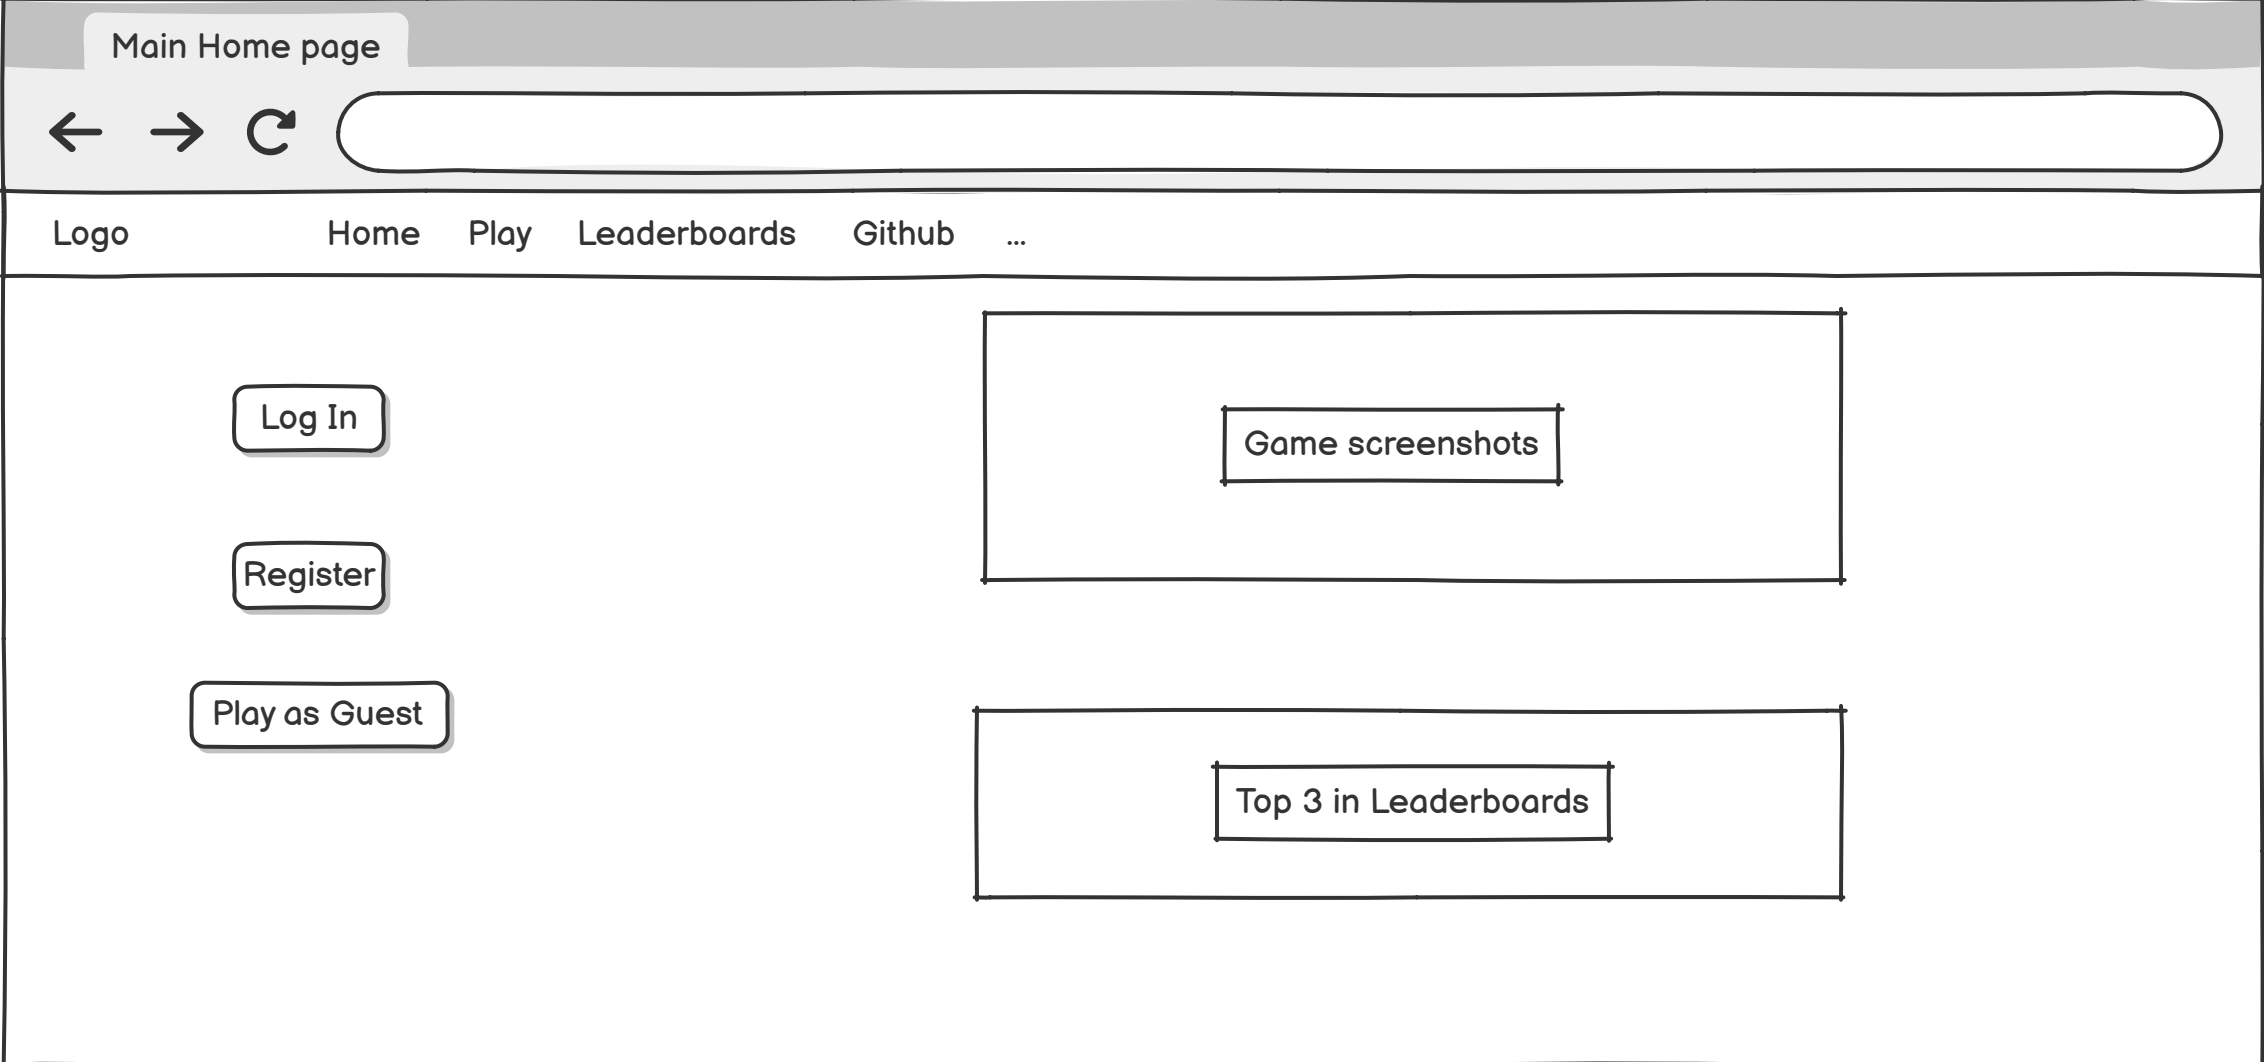 Main Home page
Logo Home Play Leaderboards Github ...
Log In
Game screenshots
Register
Play as Guest
Top 3 in Leaderboards